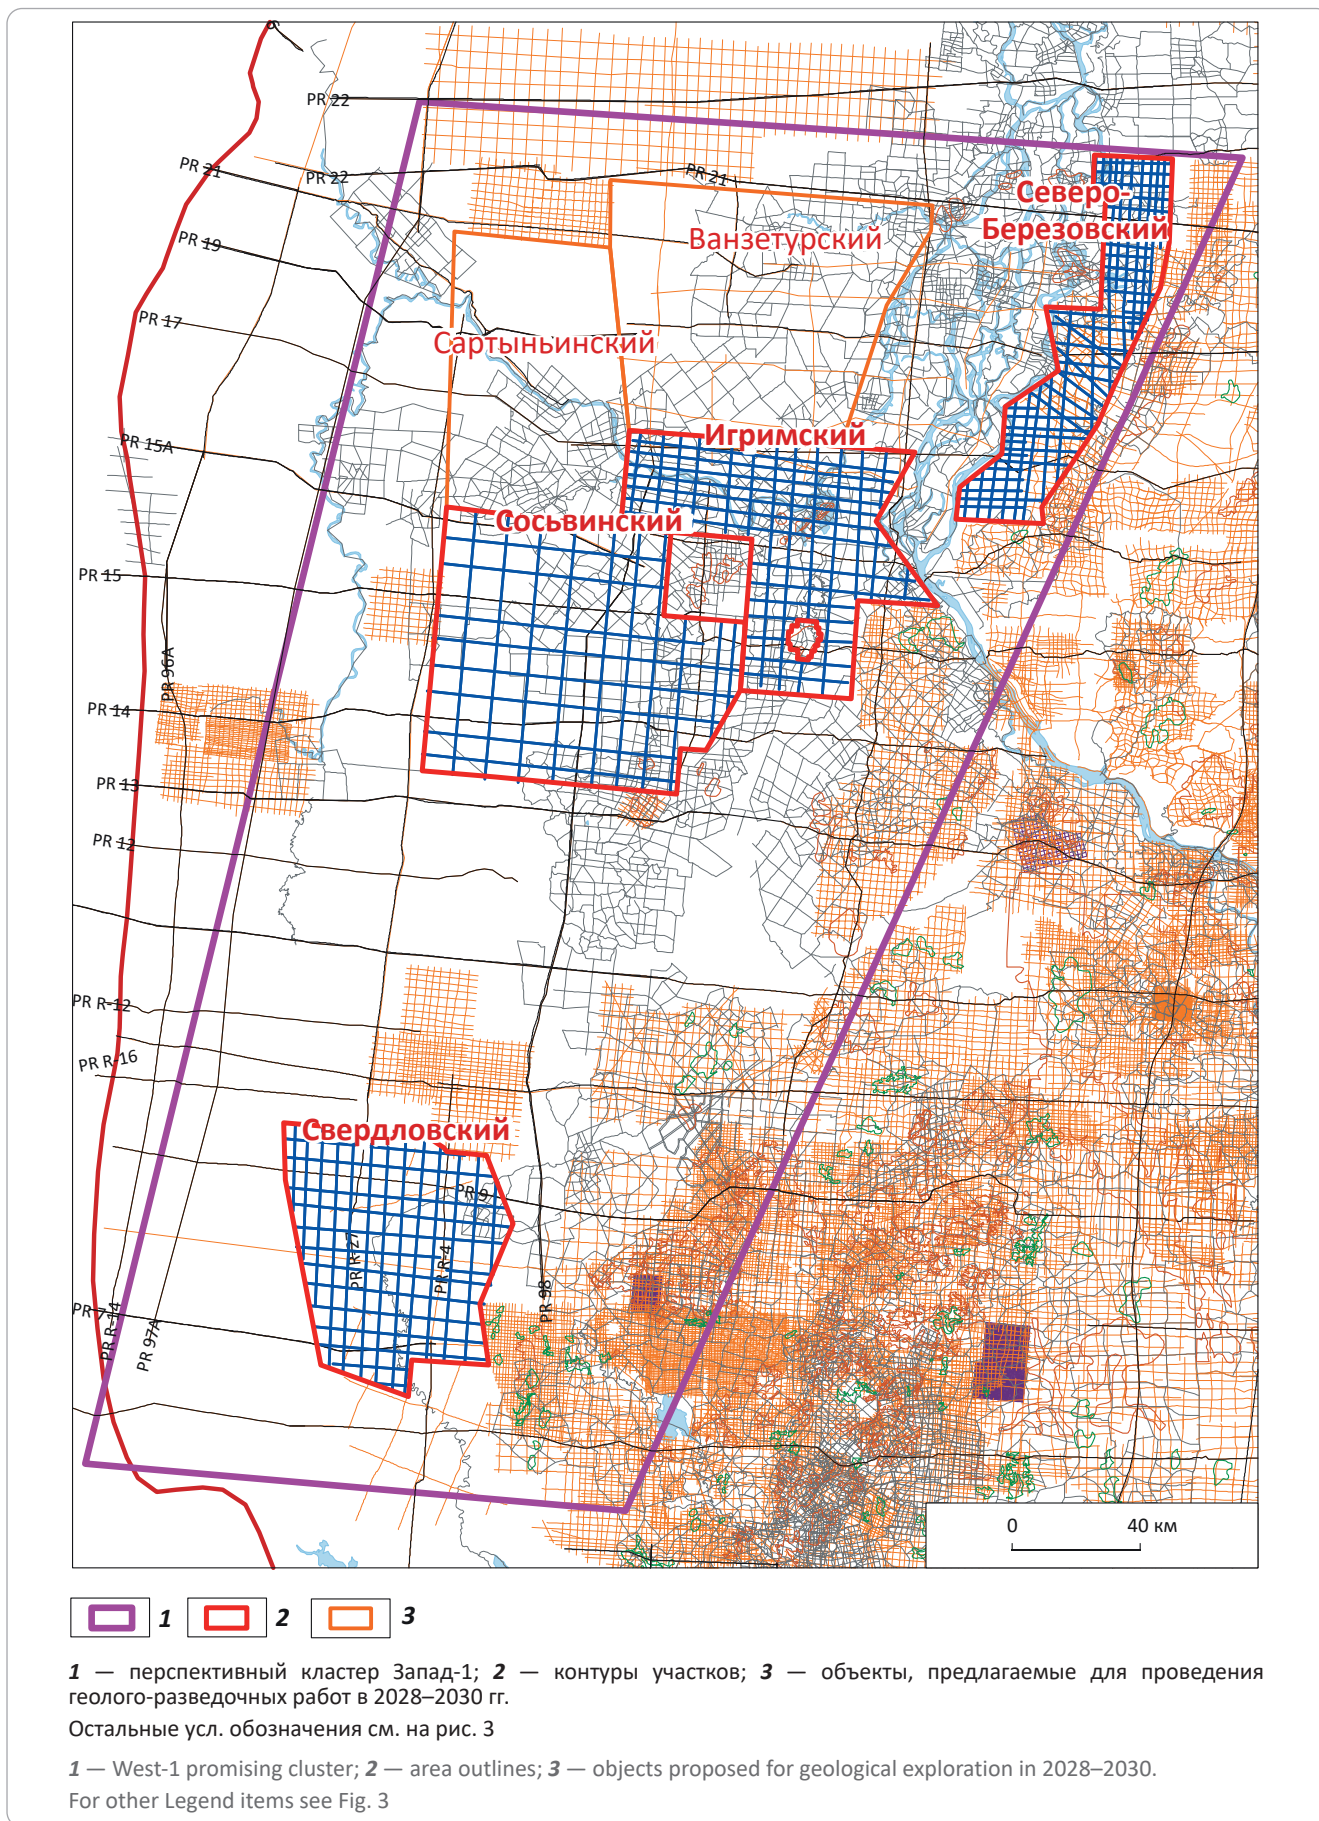 PR 22
PR 21
PR 22
PR 21
Северо-
Березовский
Ванзетурский
PR 19
PR 17
Сартыньинский
PR 15A
Игримский
Сосьвинский
PR 15
PR 96A
PR 14
PR 13
PR 12
PR R-12
PR R-16
Свердловский
PR 9
PR R-27
PR R-4
PR 98
PR 7
PR R-14
PR 97A
0 40 км
1 2 3
1 — перспективный кластер Запад-1; 2 — контуры участков; 3 — объекты, предлагаемые для проведения
геолого-разведочных работ в 2028–2030 гг.
Остальные усл. обозначения см. на рис. 3
1 — West-1 promising cluster; 2 — area outlines; 3 — objects proposed for geological exploration in 2028–2030.
For other Legend items see Fig. 3